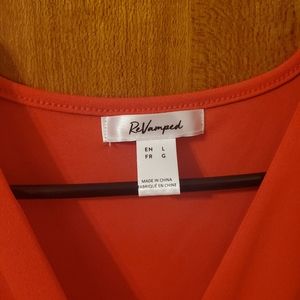 ReVamped
EN L
FR G
MADE IN CHINA
FABRIQUÉ EN CHINE